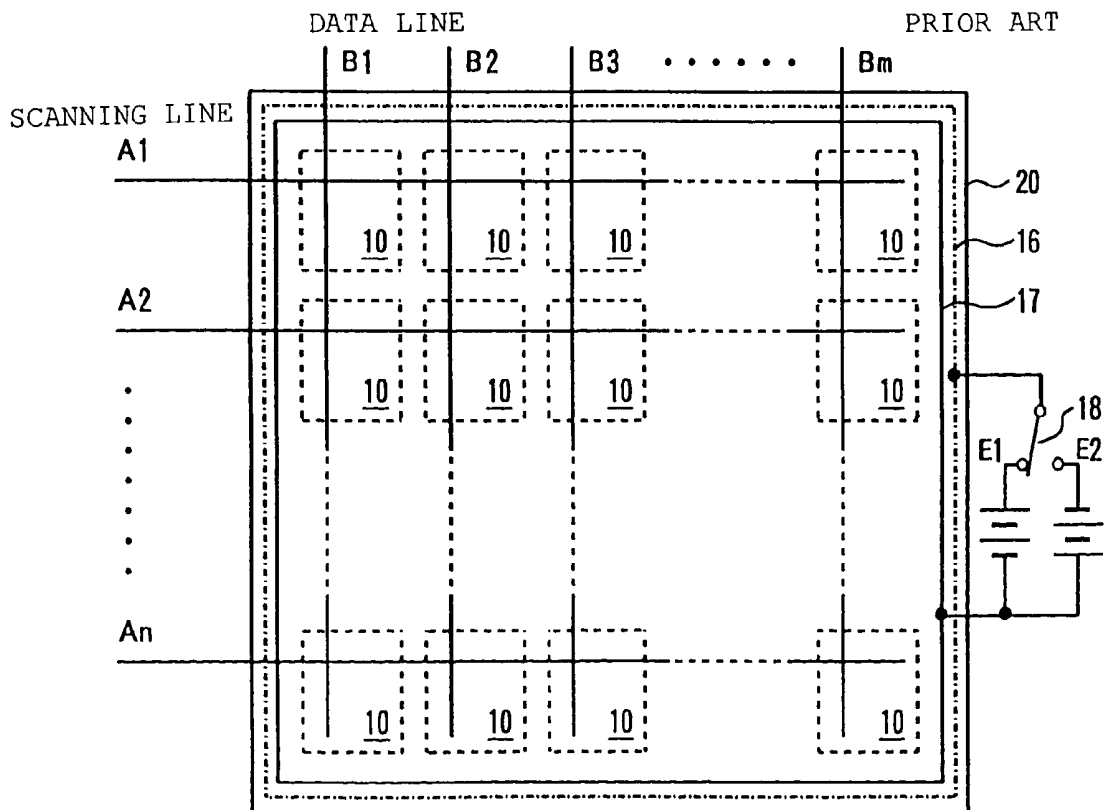 DATA LINE PRIOR ART
B1 B2 B3 · · · · · · Bm
SCANNING LINE
A1
20
10 10 10 10
16
A2
17
10 10 10 10
18
E1 E2
An
10 10 10 10